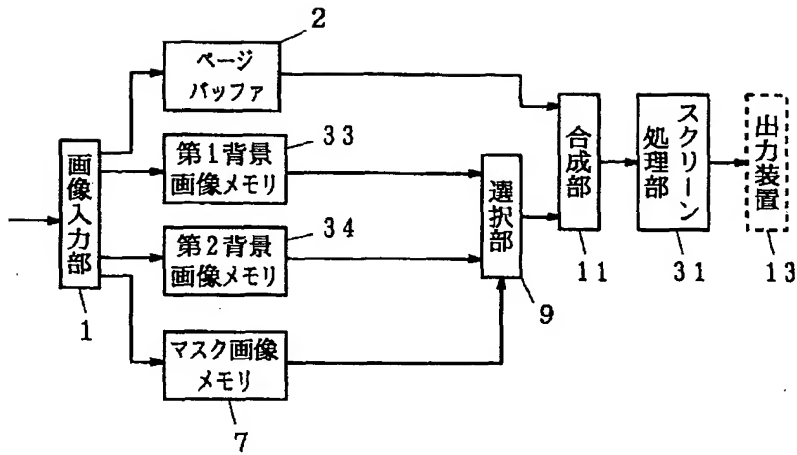 2
ページ
バッファ
33
第1背景
画像メモリ
34
第2背景
画像メモリ
マスク画像
メモリ
7
画像入力部
1
選択部
9
合成部
11
スクリーン
処理部
31
出力装置
13